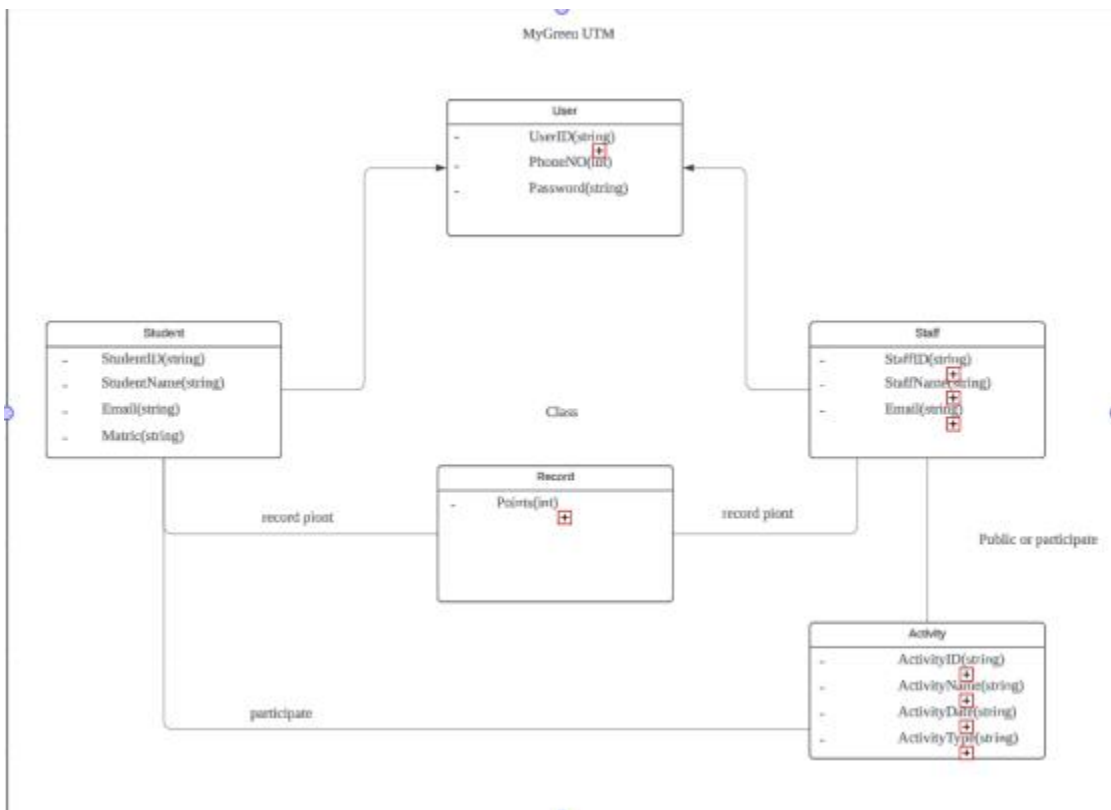 MyGreen UTM
User
- UserID(string)
- PhoneNO(int)
- Password(string)
Student
- StudentID(string)
- StudentName(string)
- Email(string)
- Matric(string)
Staff
- StaffID(string)
- StaffName(string)
- Email(string)
Class
Record
- Points(int)
record piont
record piont
Public or participate
Activity
- ActivityID(string)
- ActivityName(string)
- ActivityDate(string)
- ActivityType(string)
participate